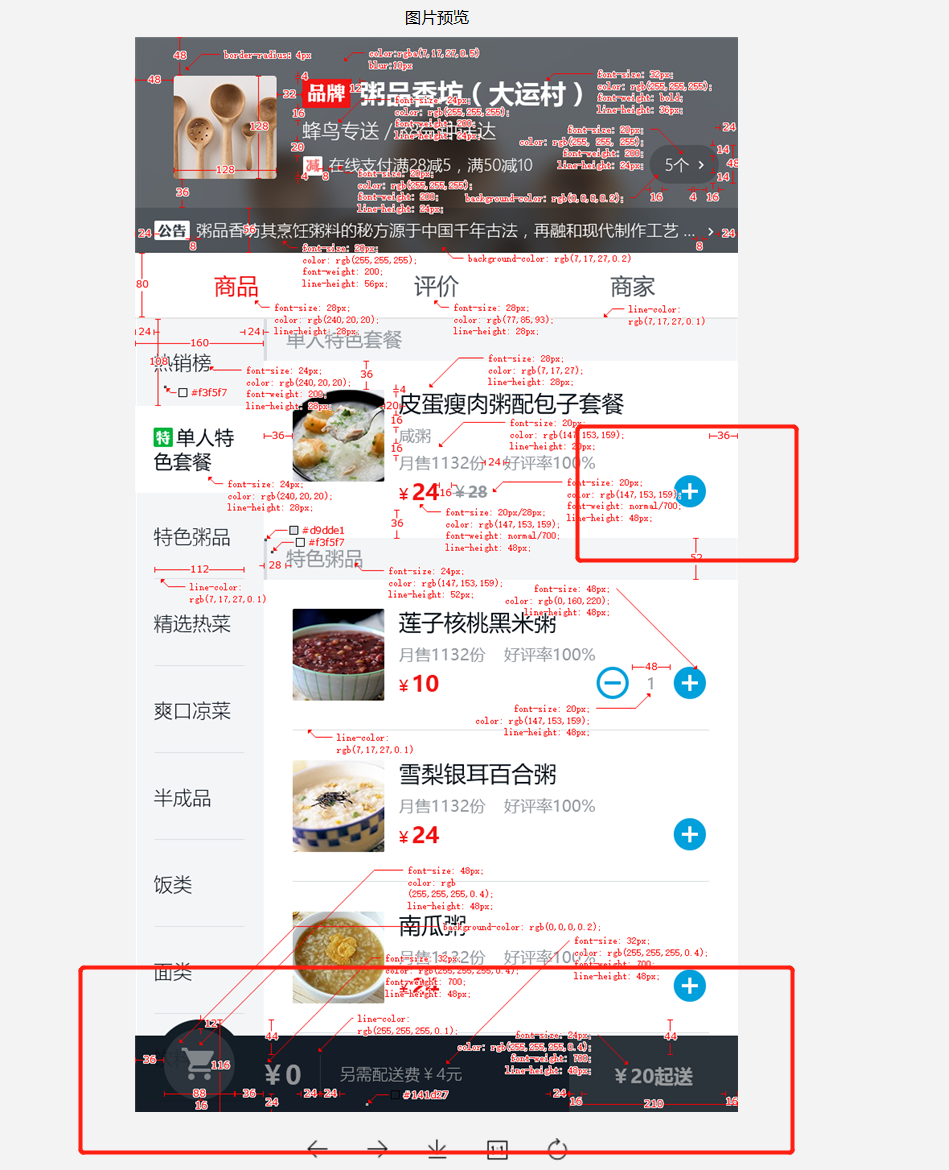 图片预览
48
border-radius: 4px
color:rgba(7,17,27,0.5)
blur:10px
48
4
32
12
品牌 粥品香坊（大运村）
font-size: 32px;
color: rgb(255,255,255);
font-weight: bold;
line-height: 36px;
16
font-size: 24px;
color: rgb(255,255,255);
font-weight: 200;
line-height: 24px;
128
蜂鸟专送 / 38分钟送达
font-size: 20px;
color: rgb(255, 255, 255);
font-weight: 200;
line-height: 24px;
24
20
14
128
4
8
减 在线支付满28减5，满50减10
5个
48
14
font-size: 20px;
color: rgb(255,255,255);
font-weight: 200;
line-height: 24px;
36
background-color: rgb(0,0,0,0.2);
16
4
16
24
公告 粥品香坊其烹饪粥料的秘方源于中国千年古法，再融和现代制作工艺 ...
66
24
8
8
font-size: 20px;
color: rgb(255,255,255);
font-weight: 200;
line-height: 56px;
background-color: rgb(7,17,27,0.2)
80
商品
评价
商家
font-size: 28px;
color: rgb(240,20,20);
line-height: 28px;
font-size: 28px;
color: rgb(77,85,93);
line-height: 28px;
line-color:
rgb(7,17,27,0.1)
24
24
160
单人特色套餐
108
热销榜
#f3f5f7
font-size: 24px;
color: rgb(240,20,20);
font-weight: 200;
line-height: 28px;
36
font-size: 28px;
color: rgb(7,17,27);
line-height: 28px;
4
20
皮蛋瘦肉粥配包子套餐
16
font-size: 20px;
color: rgb(147,153,159);
line-height: 20px;
特 单人特
色套餐
36
咸粥
16
月售1132份
24
好评率100%
36
¥24
16
¥28
font-size: 20px;
color: rgb(147,153,159);
font-weight: normal/700;
line-height: 48px;
font-size: 24px;
color: rgb(240,20,20);
line-height: 28px;
36
font-size: 20px/28px;
color: rgb(147,153,159);
font-weight: normal/700;
line-height: 48px;
特色粥品
#d9dde1
#f3f5f7
28
特色粥品
52
font-size: 24px;
color: rgb(147,153,159);
line-height: 52px;
112
line-color:
rgb(7,17,27,0.1)
font-size: 48px;
color: rgb(0,160,220);
line-height: 48px;
精选热菜
莲子核桃黑米粥
月售1132份
好评率100%
48
¥10
1
爽口凉菜
font-size: 20px;
color: rgb(147,153,159);
line-height: 48px;
line-color:
rgb(7,17,27,0.1)
雪梨银耳百合粥
半成品
月售1132份
好评率100%
¥24
饭类
font-size: 48px;
color: rgb
(255,255,255,0.4);
line-height: 48px;
南瓜粥
background-color: rgb(0,0,0,0.2);
月售1132份
好评率100%
font-size: 32px;
color: rgb(255,255,255,0.4);
font-weight: 700;
line-height: 48px;
面类
font-size: 32px;
color: rgb(255,255,255,0.4);
font-weight: 700;
line-height: 48px;
12
line-color:
rgb(255,255,255,0.1);
44
44
font-size: 24px;
color: rgb(255,255,255,0.4);
font-weight: 700;
line-height: 48px;
36
116
¥0
另需配送费¥4元
¥20起送
88
36
24
24
24
#141d27
24
16
16
210
1:1